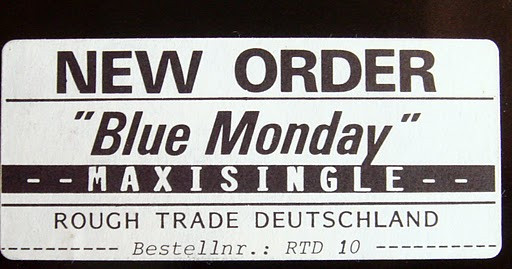 NEW ORDER
"Blue Monday"
--MAXISINGLE--
ROUGH TRADE DEUTSCHLAND
---------- Bestellnr.: RTD 10 ----------